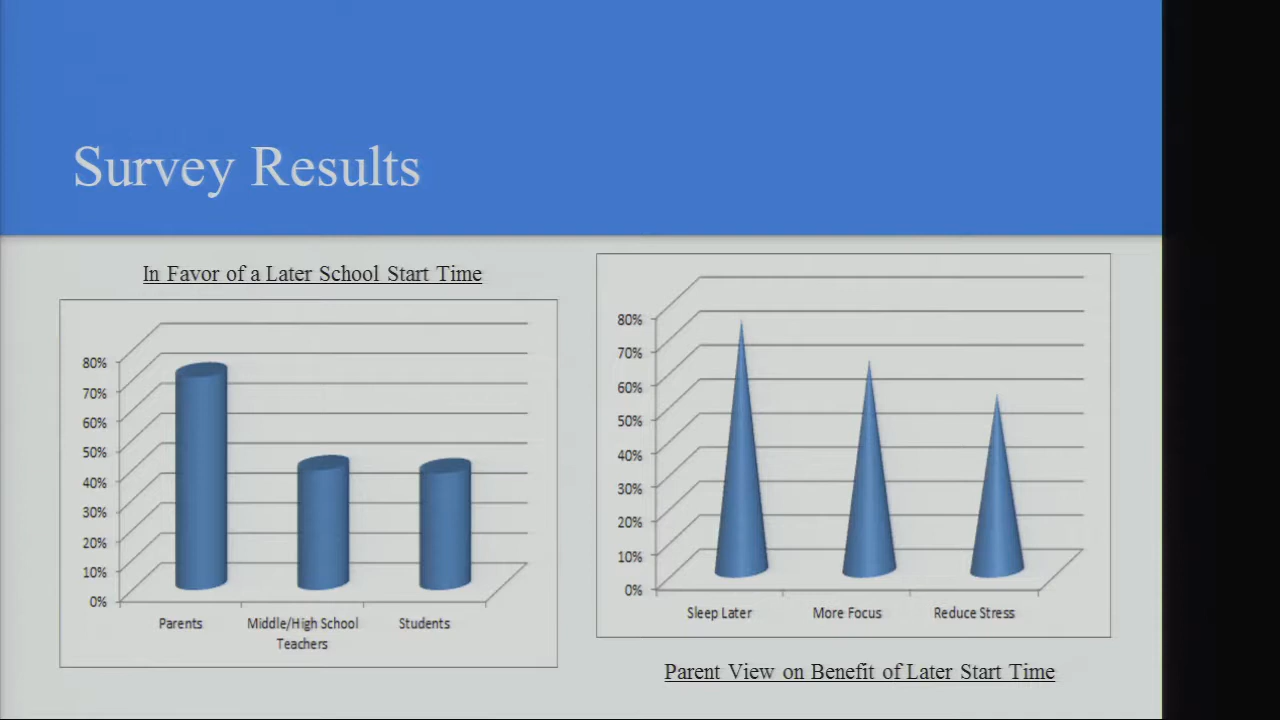 Survey Results
In Favor of a Later School Start Time
80%
70%
60%
50%
40%
30%
20%
10%
0%
Parents
Middle/High School
Teachers
Students
80%
70%
60%
50%
40%
30%
20%
10%
0%
Sleep Later
More Focus
Reduce Stress
Parent View on Benefit of Later Start Time